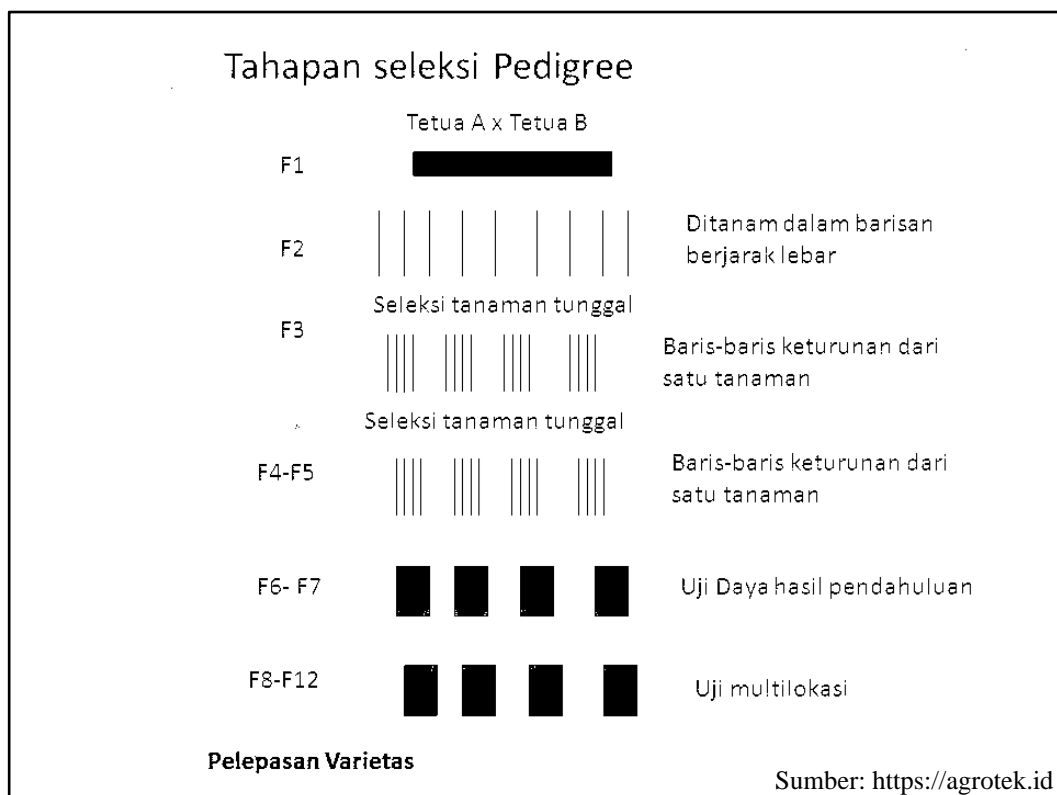 Tahapan seleksi Pedigree
Tetua A x Tetua B
F1
F2
Ditanam dalam barisan
berjarak lebar
Seleksi tanaman tunggal
F3
Baris-baris keturunan dari
satu tanaman
Seleksi tanaman tunggal
F4-F5
Baris-baris keturunan dari
satu tanaman
F6- F7
Uji Daya hasil pendahuluan
F8-F12
Uji multilokasi
Pelepasan Varietas
Sumber: https://agrotek.id